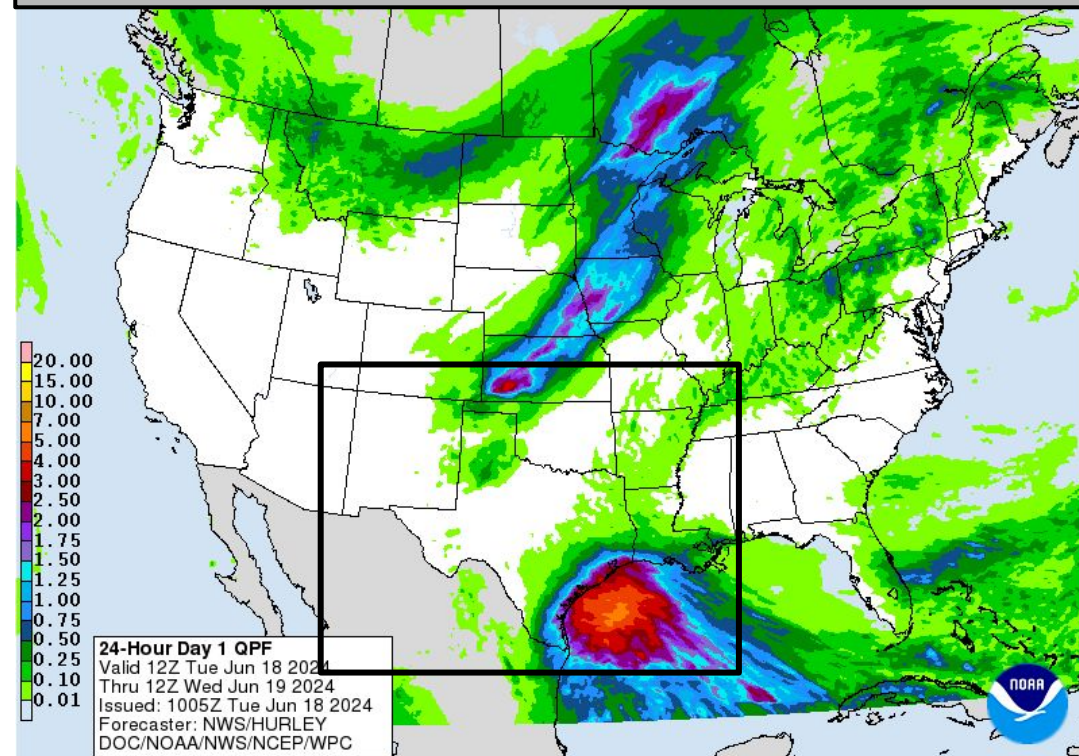 20.00
15.00
10.00
7.00
5.00
4.00
3.00
2.50
2.00
1.75
1.50
1.25
1.00
0.75
0.50
0.25
0.10
0.01
24-Hour Day 1 QPF
Valid 12Z Tue Jun 18 2024
Thru 12Z Wed Jun 19 2024
Issued: 1005Z Tue Jun 18 2024
Forecaster: NWS/HURLEY
DOC/NOAA/NWS/NCEP/WPC
NOAA